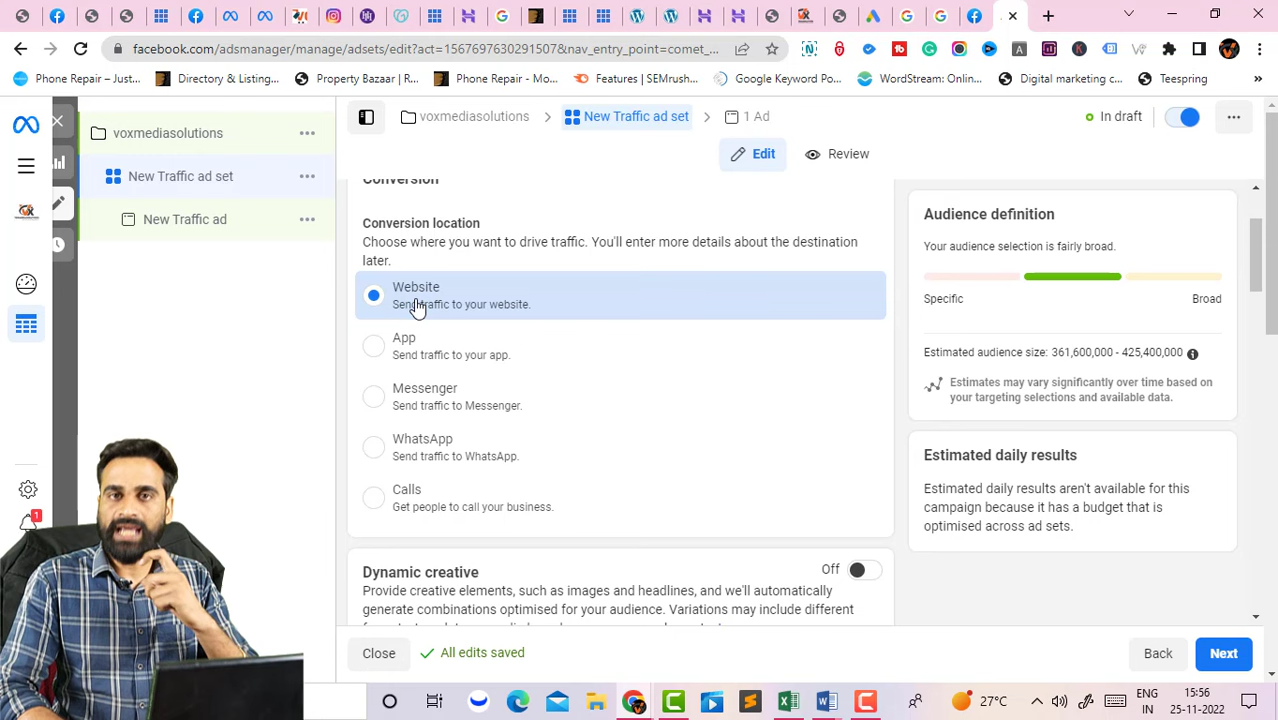 facebook.com/adsmanager/manage/adsets/edit?act=1567697630291507&nav_entry_point=comet_...
Phone Repair – Just...
Directory & Listing...
Property Bazaar | R...
Phone Repair - Mo...
Features | SEMrush...
Google Keyword Po...
WordStream: Onlin...
Digital marketing c...
Teespring
voxmediasolutions
New Traffic ad set
1 Ad
In draft
Edit
Review
voxmediasolutions
New Traffic ad set
New Traffic ad
Conversion
Conversion location
Choose where you want to drive traffic. You'll enter more details about the destination
later.
Website
Send traffic to your website.
App
Send traffic to your app.
Messenger
Send traffic to Messenger.
WhatsApp
Send traffic to WhatsApp.
Calls
Get people to call your business.
Dynamic creative
Off
Provide creative elements, such as images and headlines, and we'll automatically
generate combinations optimised for your audience. Variations may include different
Audience definition
Your audience selection is fairly broad.
Specific
Broad
Estimated audience size: 361,600,000 - 425,400,000
Estimates may vary significantly over time based on
your targeting selections and available data.
Estimated daily results
Estimated daily results aren't available for this
campaign because it has a budget that is
optimised across ad sets.
Close
All edits saved
Back
Next
1
27°C
ENG
IN
15:56
25-11-2022